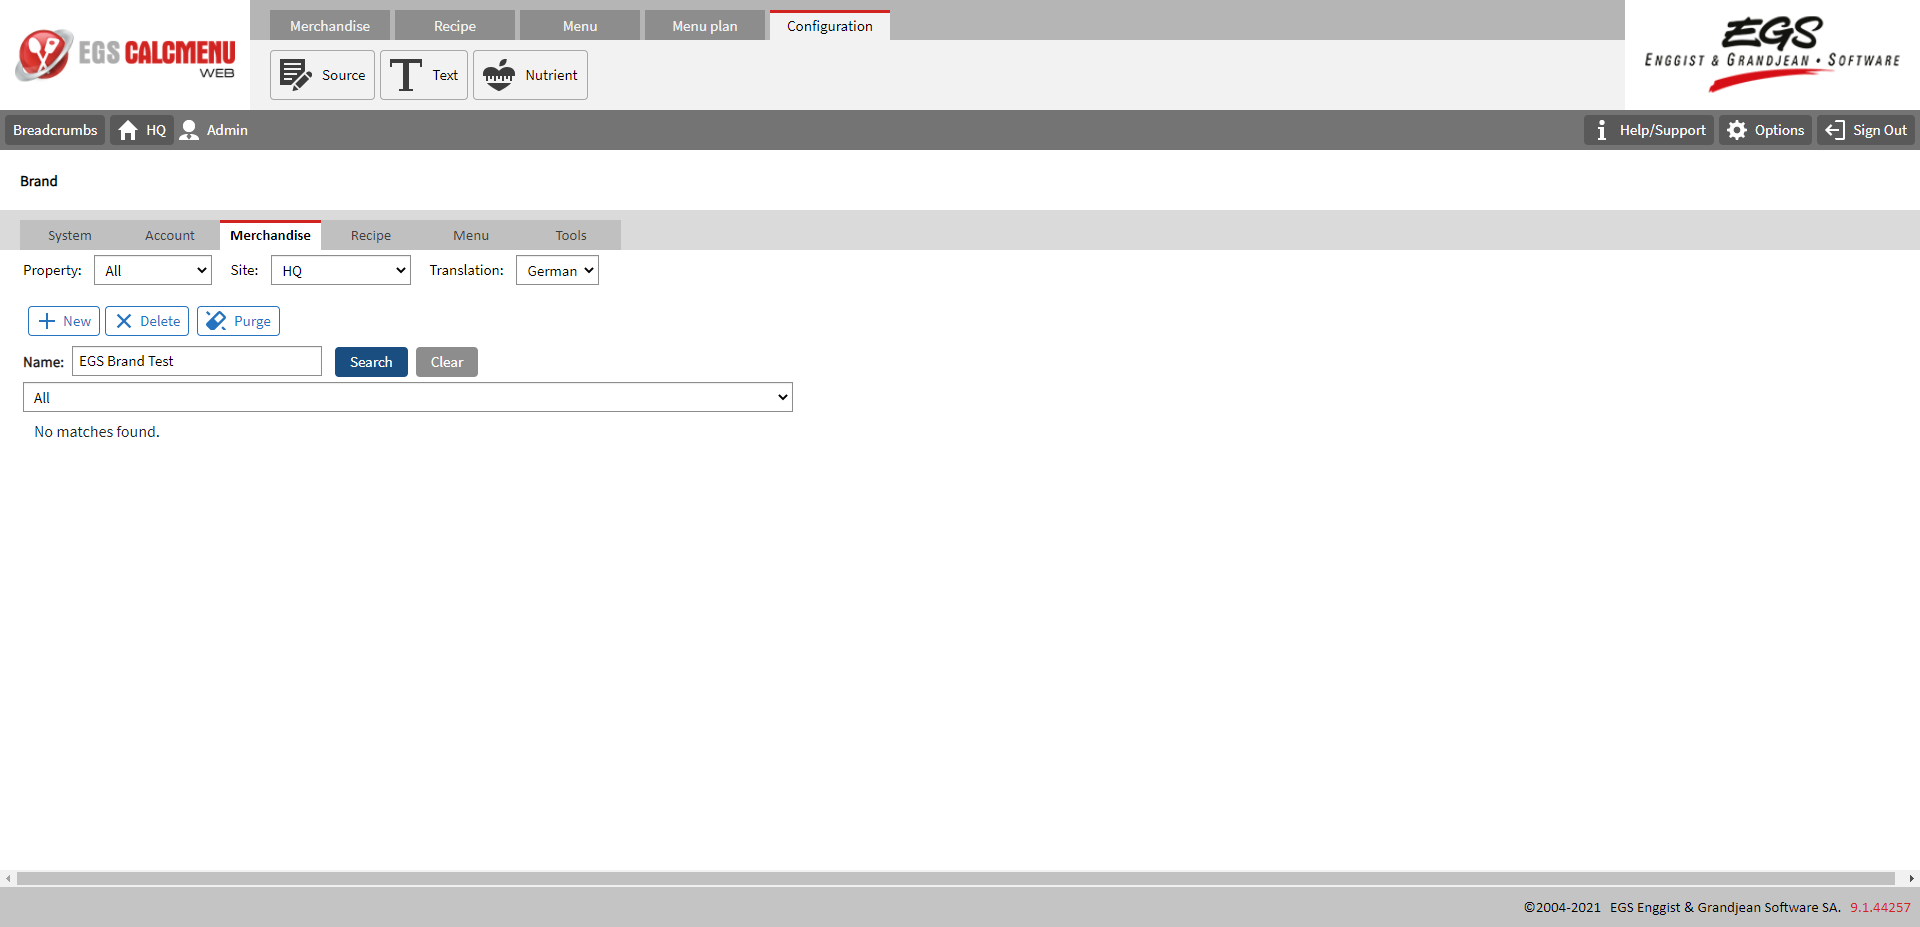 EGS CALCMENU
WEB
Merchandise Recipe Menu Menu plan Configuration
Source Text Nutrient
EGS
ENGGIST & GRANDJEAN • SOFTWARE
Breadcrumbs HQ Admin Help/Support Options Sign Out
Brand
System Account Merchandise Recipe Menu Tools
Property: All Site: HQ Translation: German
New Delete Purge
Name: EGS Brand Test Search Clear
All
No matches found.
©2004-2021 EGS Enggist & Grandjean Software SA. 9.1.44257